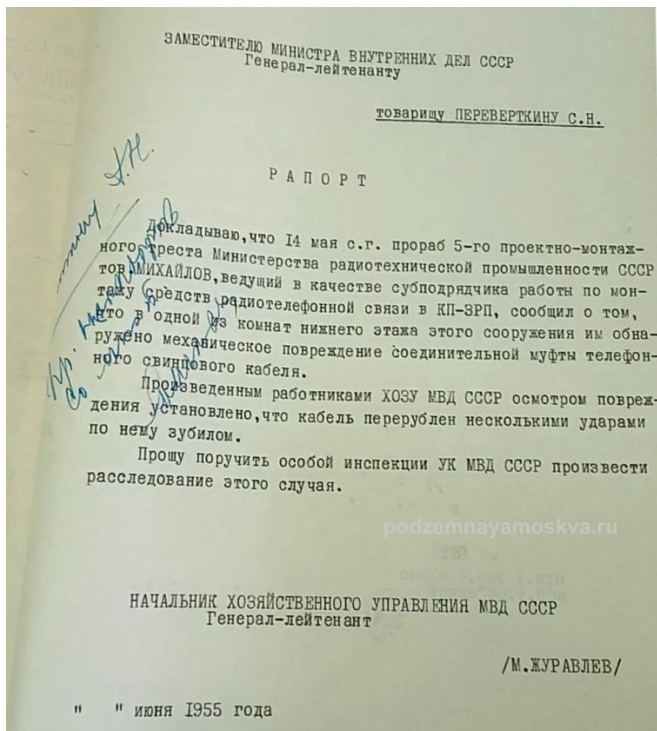 ЗАМЕСТИТЕЛЮ МИНИСТРА ВНУТРЕННИХ ДЕЛ СССР
Генерал-лейтенанту
товарищу ПЕРЕВЕРТКИНУ С.Н.
Р А П О Р Т
Докладываю,что I4 мая с.г. прораб 5-го проектно-монтаж-
ного треста Министерства радиотехнической промышленности СССР
тов.МИХАЙЛОВ,ведущий в качестве субподрядчика работы по мон-
тажу средств радиотелефонной связи в КП-ЗРП, сообщил о том,
что в одной из комнат нижнего этажа этого сооружения им обна-
ружено механическое повреждение соединительной муфты телефон-
ного свинцового кабеля.
Произведенным работниками ХОЗУ МВД СССР осмотром повреж-
дения установлено,что кабель перерублен несколькими ударами
по нему зубилом.
Прошу поручить особой инспекции УК МВД СССР произвести
расследование этого случая.
podzemnayamoskva.ru
НАЧАЛЬНИК ХОЗЯЙСТВЕННОГО УПРАВЛЕНИЯ МВД СССР
Генерал-лейтенант
/М.ЖУРАВЛЕВ/
" " июня I955 года